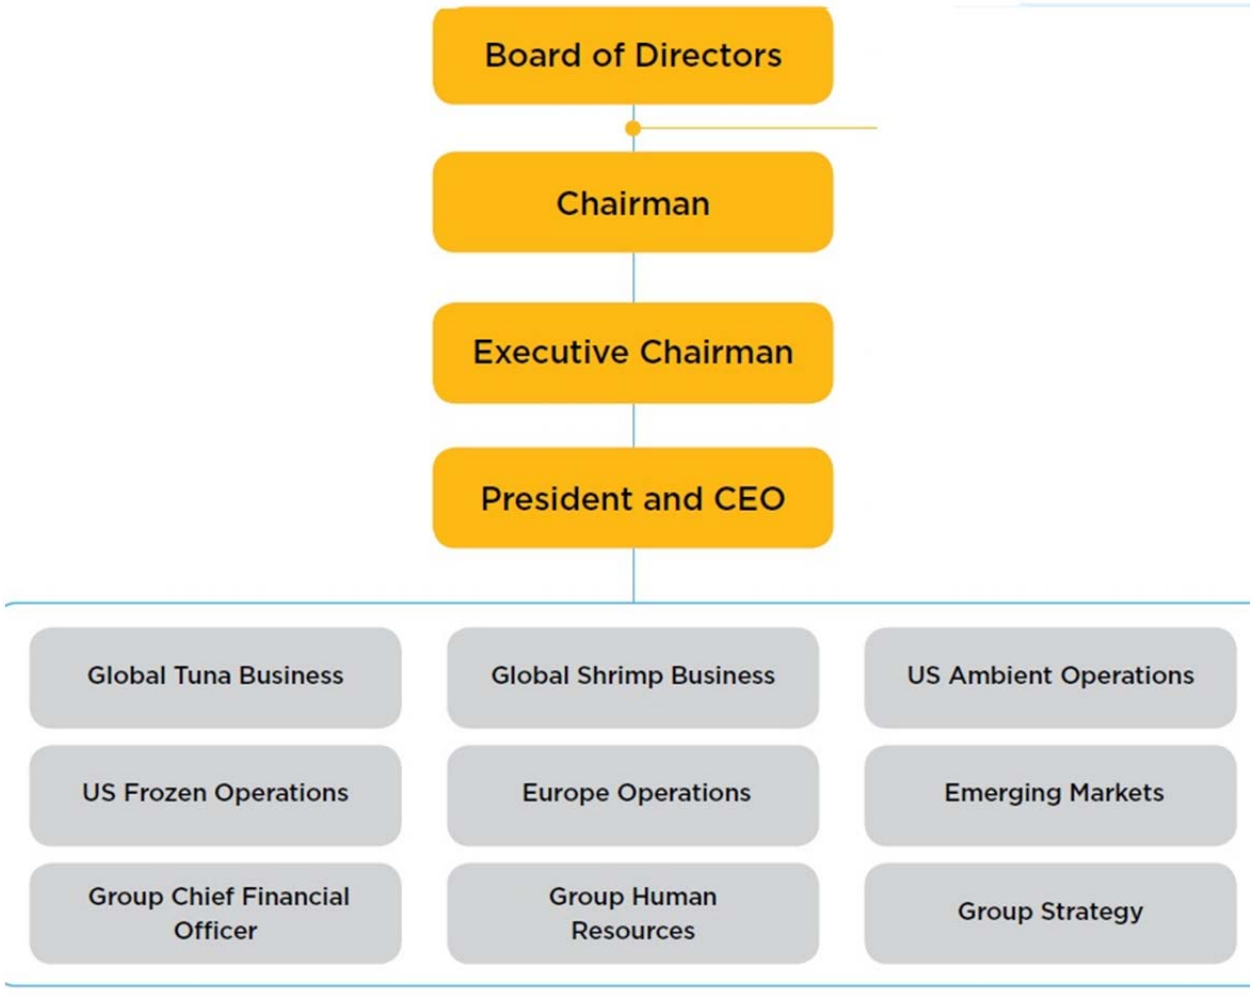 Board of Directors
Chairman
Executive Chairman
President and CEO
Global Tuna Business
Global Shrimp Business
US Ambient Operations
US Frozen Operations
Europe Operations
Emerging Markets
Group Chief Financial
Officer
Group Human
Resources
Group Strategy